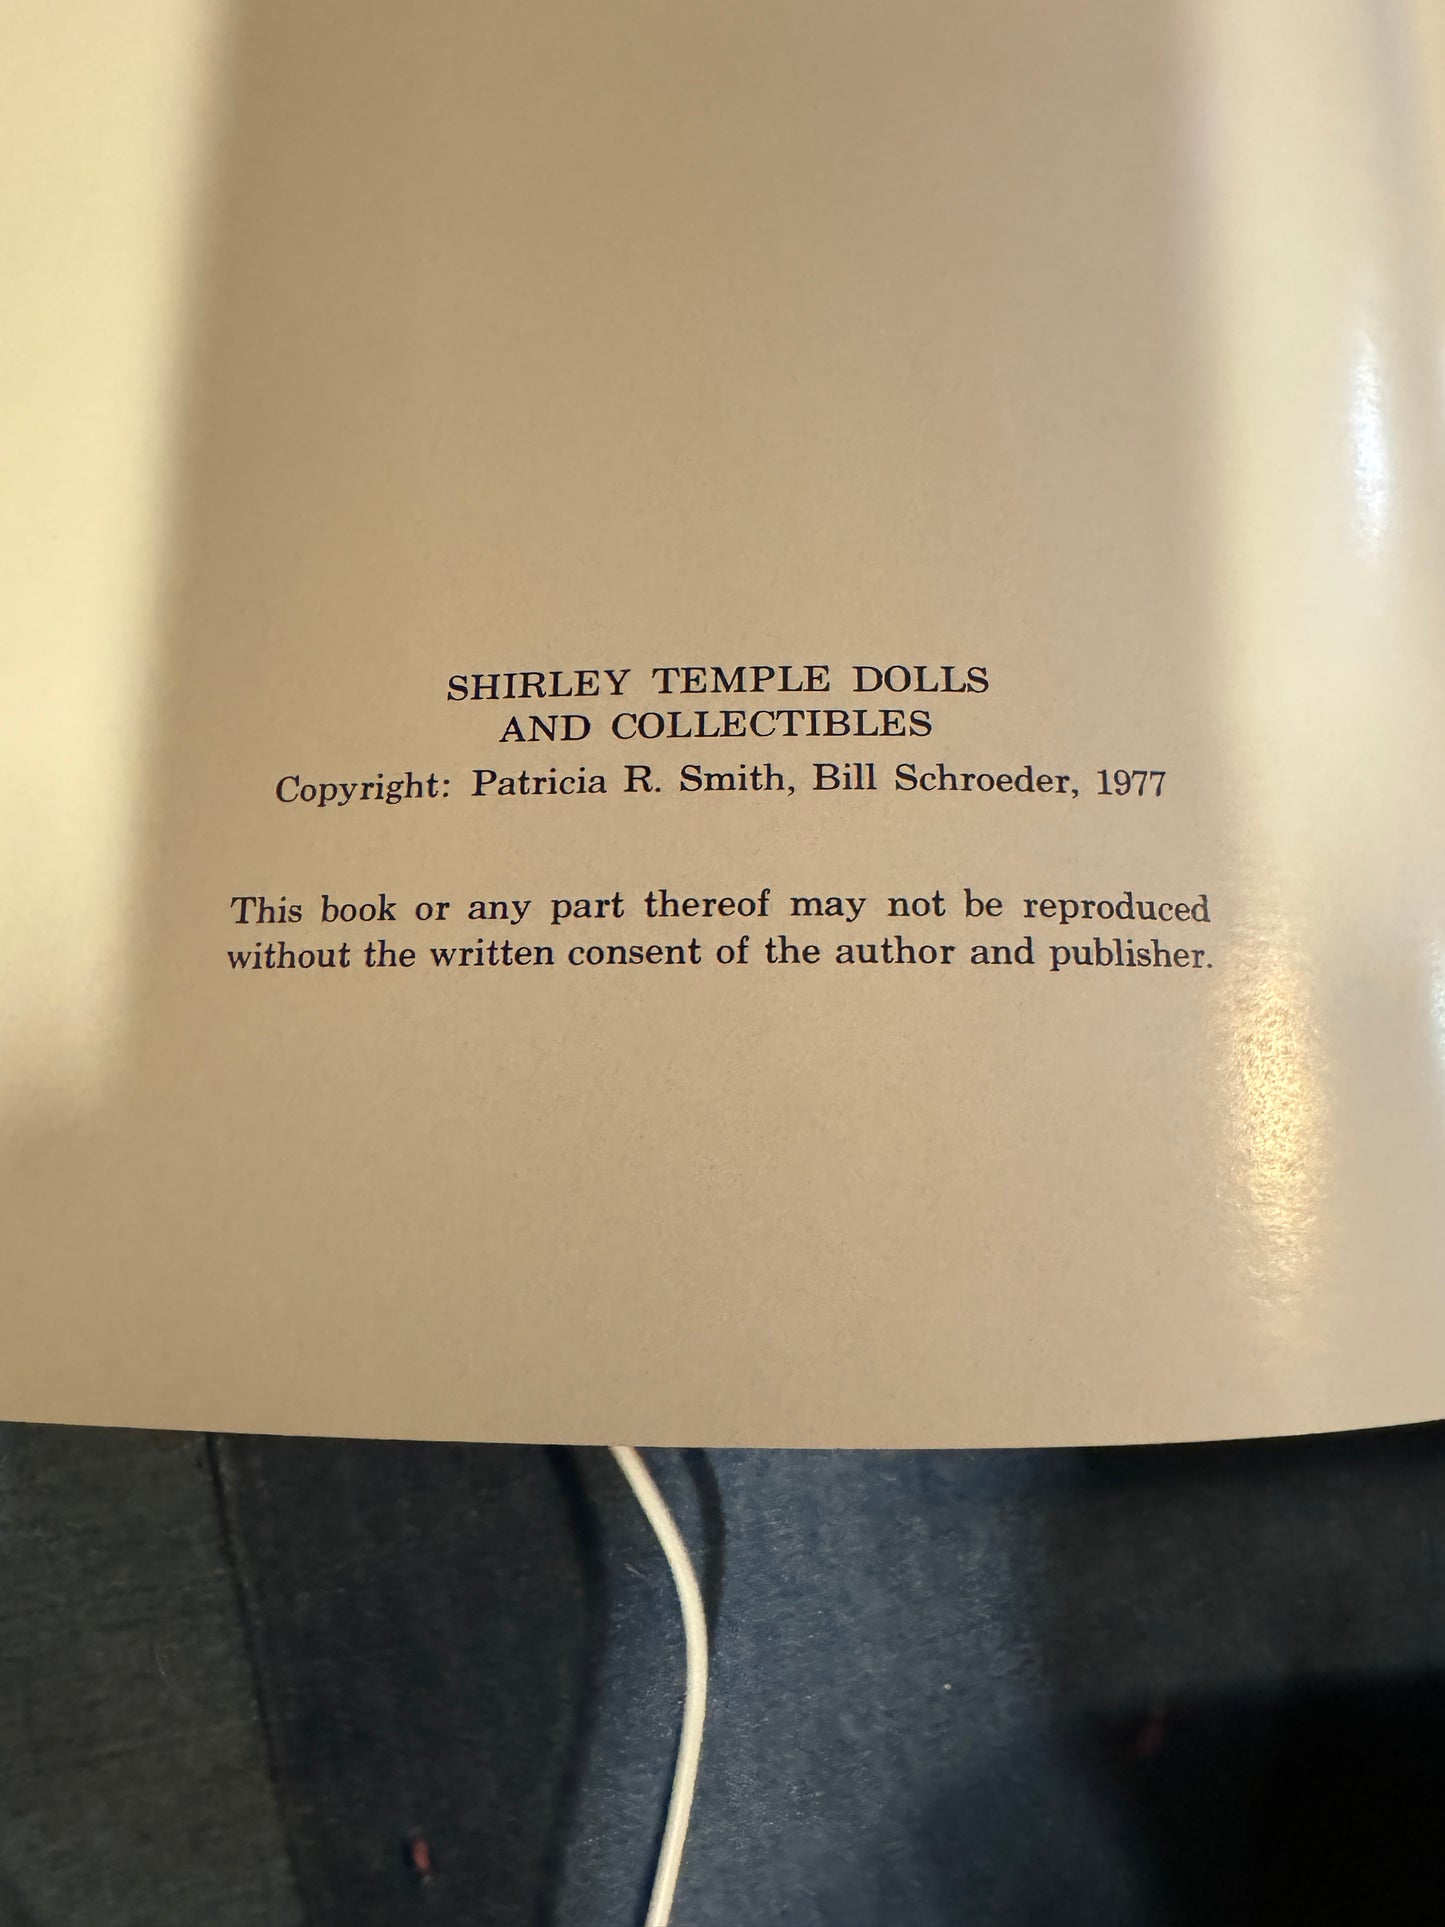 SHIRLEY TEMPLE DOLLS
AND COLLECTIBLES
Copyright: Patricia R. Smith, Bill Schroeder, 1977
This book or any part thereof may not be reproduced
without the written consent of the author and publisher.